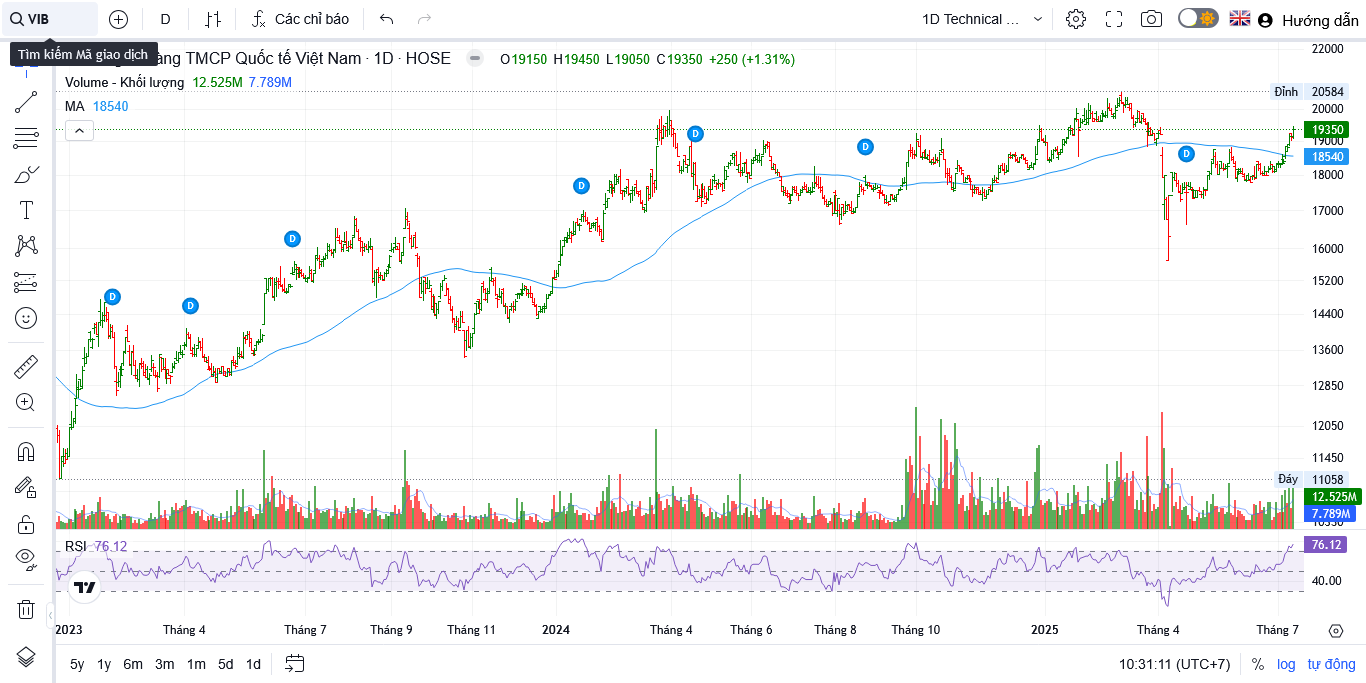 VIB
D
Các chỉ báo
1D Technical ...
Hướng dẫn
Tìm kiếm Mã giao dịch
àng TMCP Quốc tế Việt Nam · 1D · HOSE
O19150 H19450 L19050 C19350 +250 (+1.31%)
Volume - Khối lượng 12.525M 7.789M
MA 18540
22000
Đỉnh 20584
20000
19350
19000
18540
18000
17000
16000
15200
14400
13600
12850
12050
11450
Đáy 11058
12.525M
7.789M
D
D
D
D
D
D
D
RSI 76.12
76.12
40.00
2023 Tháng 4 Tháng 7 Tháng 9 Tháng 11 2024 Tháng 4 Tháng 6 Tháng 8 Tháng 10 2025 Tháng 4 Tháng 7
5y 1y 6m 3m 1m 5d 1d
10:31:11 (UTC+7) % log tự động